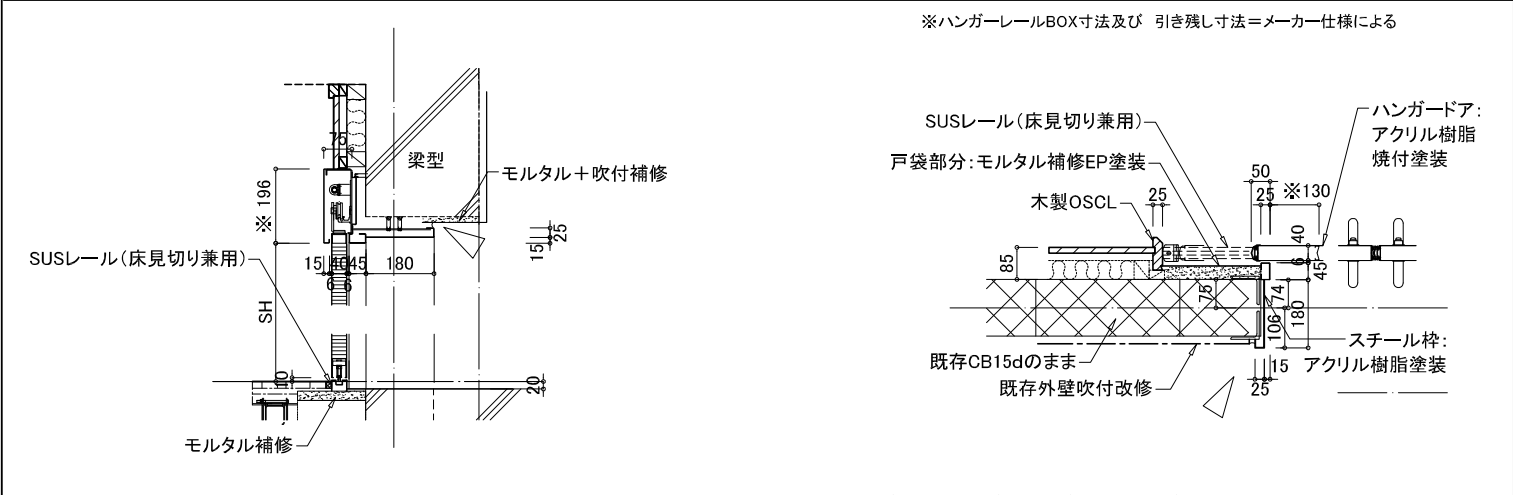 ※ハンガーレールBOX寸法及び 引き残し寸法＝メーカー仕様による
75
梁型
モルタル＋吹付補修
※ 196
25
15
SUSレール（床見切り兼用）
15
40
45
180
6
6
SH
20
モルタル補修
ハンガードア：
アクリル樹脂
焼付塗装
SUSレール（床見切り兼用）
戸袋部分：モルタル補修EP塗装
木製OSCL
25
50
25
※130
40
85
6
45
75
74
180
106
スチール枠：
アクリル樹脂塗装
既存CB15dのまま
既存外壁吹付改修
15
25